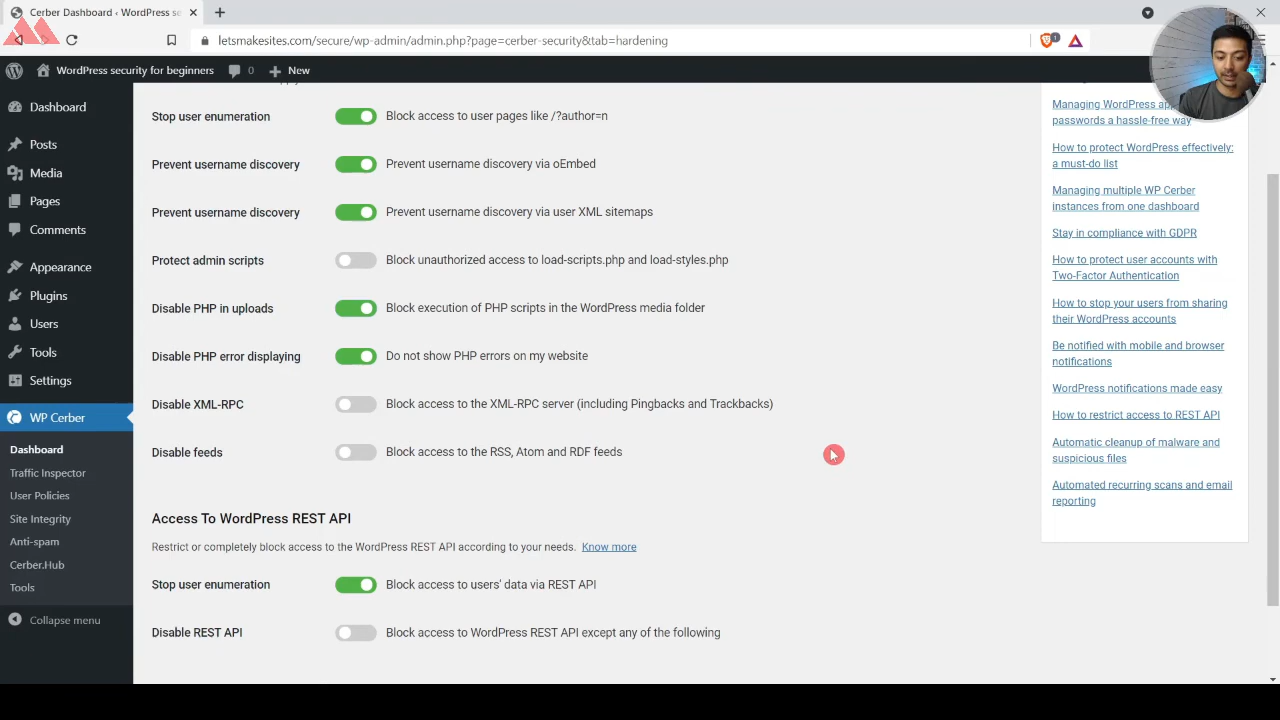 Cerber Dashboard ‹ WordPress se
letsmakesites.com/secure/wp-admin/admin.php?page=cerber-security&tab=hardening
1
WordPress security for beginners
0
New
Dashboard
Posts
Media
Pages
Comments
Appearance
Plugins
Users
Tools
Settings
WP Cerber
Dashboard
Traffic Inspector
User Policies
Site Integrity
Anti-spam
Cerber.Hub
Tools
Collapse menu
Stop user enumeration
Block access to user pages like /?author=n
Prevent username discovery
Prevent username discovery via oEmbed
Prevent username discovery
Prevent username discovery via user XML sitemaps
Protect admin scripts
Block unauthorized access to load-scripts.php and load-styles.php
Disable PHP in uploads
Block execution of PHP scripts in the WordPress media folder
Disable PHP error displaying
Do not show PHP errors on my website
Disable XML-RPC
Block access to the XML-RPC server (including Pingbacks and Trackbacks)
Disable feeds
Block access to the RSS, Atom and RDF feeds
Access To WordPress REST API
Restrict or completely block access to the WordPress REST API according to your needs. Know more
Stop user enumeration
Block access to users' data via REST API
Disable REST API
Block access to WordPress REST API except any of the following
Managing WordPress ap
passwords a hassle-free way
How to protect WordPress effectively:
a must-do list
Managing multiple WP Cerber
instances from one dashboard
Stay in compliance with GDPR
How to protect user accounts with
Two-Factor Authentication
How to stop your users from sharing
their WordPress accounts
Be notified with mobile and browser
notifications
WordPress notifications made easy
How to restrict access to REST API
Automatic cleanup of malware and
suspicious files
Automated recurring scans and email
reporting